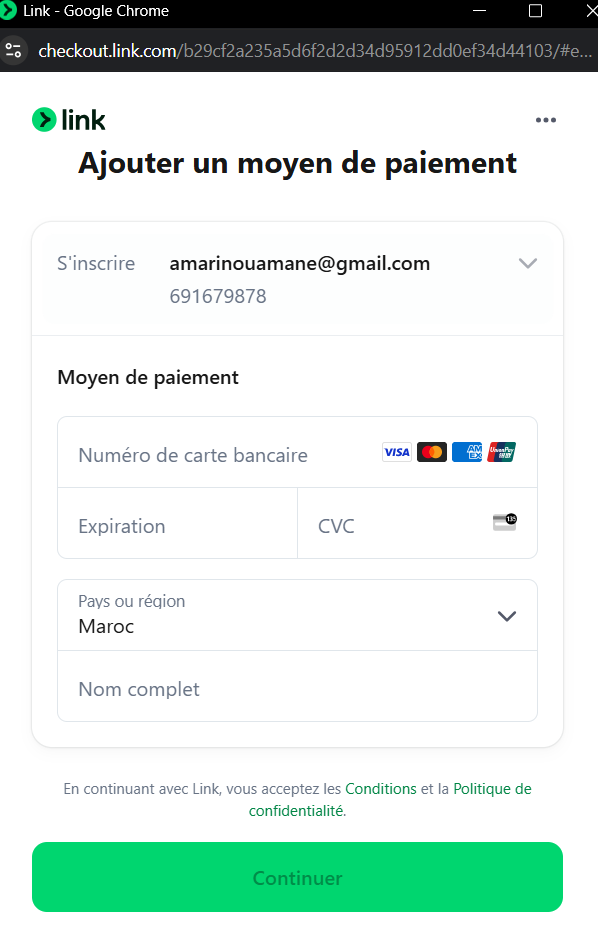 Link - Google Chrome
checkout.link.com/b29cf2a235a5d6f2d2d34d95912dd0ef34d44103/#e...
link
Ajouter un moyen de paiement
S'inscrire amarinouamane@gmail.com
691679878
Moyen de paiement
Numéro de carte bancaire VISA AMEX UnionPay 银联
Expiration CVC 135
Pays ou région
Maroc
Nom complet
En continuant avec Link, vous acceptez les Conditions et la Politique de
confidentialité.
Continuer